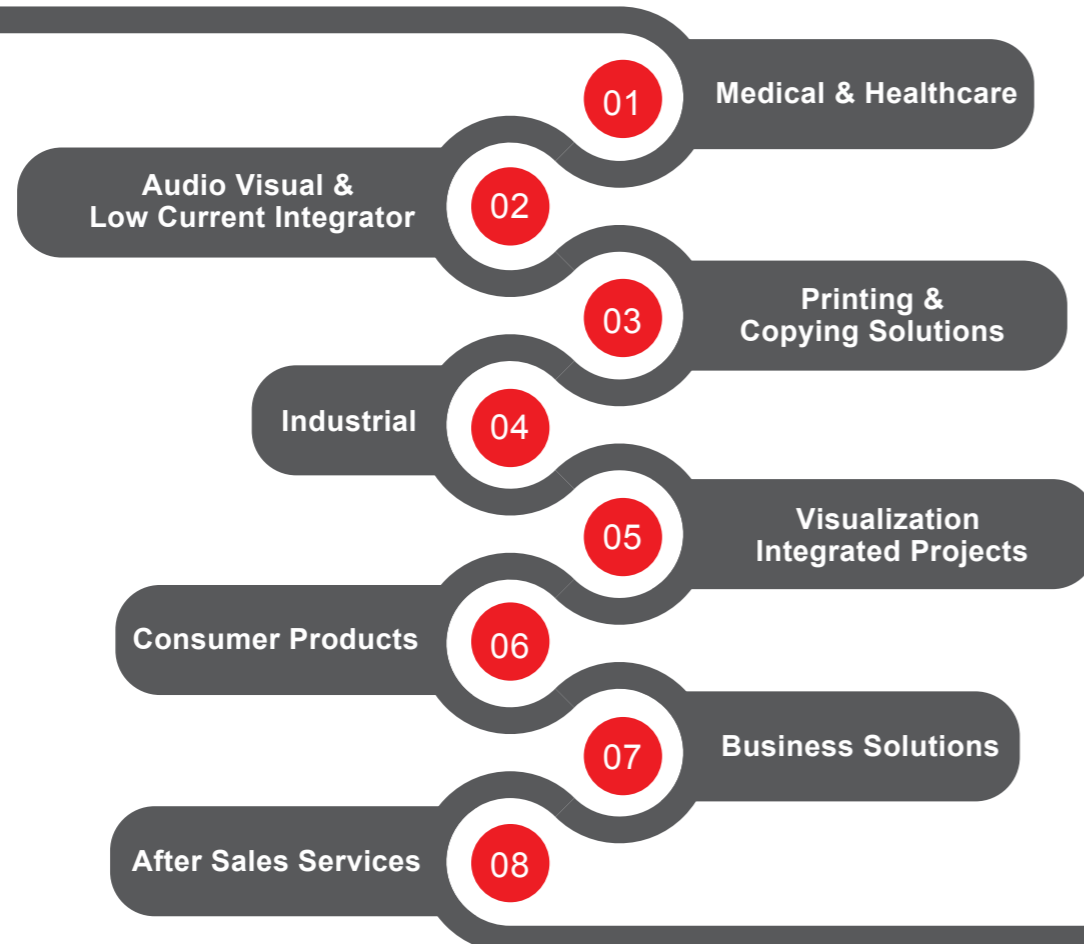 01
Medical & Healthcare
02
Audio Visual &
Low Current Integrator
03
Printing &
Copying Solutions
04
Industrial
05
Visualization
Integrated Projects
06
Consumer Products
07
Business Solutions
08
After Sales Services